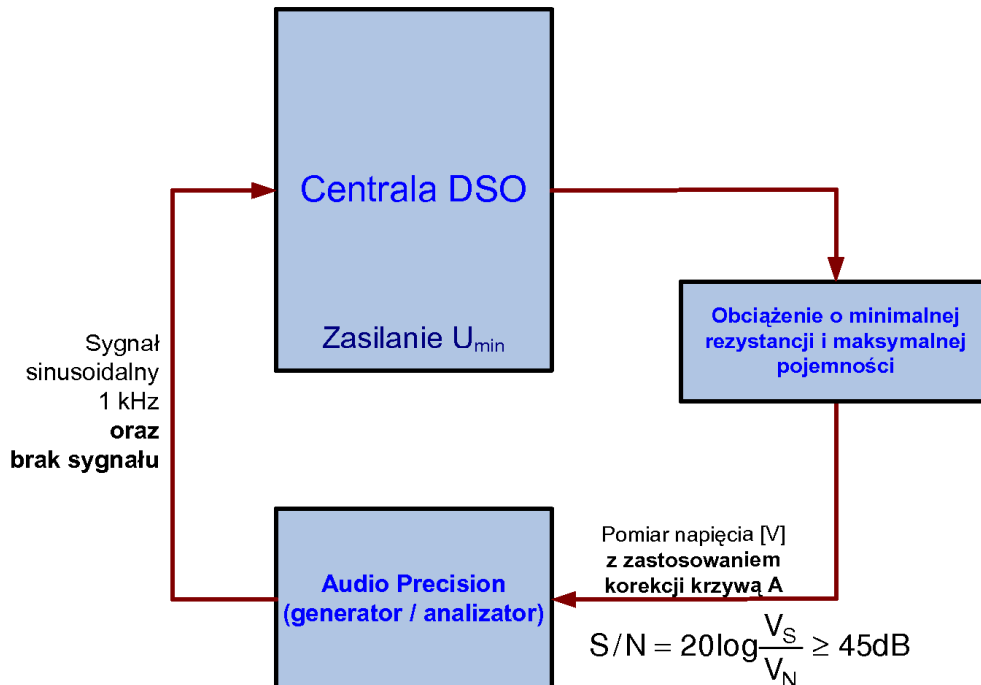 Centrala DSO
Zasilanie Umin
Obciążenie o minimalnej
rezystancji i maksymalnej
pojemności
Sygnał
sinusoidalny
1 kHz
oraz
brak sygnału
Audio Precision
(generator / analizator)
Pomiar napięcia [V]
z zastosowaniem
korekcji krzywą A
S/N = 20log VS/VN ≥ 45dB